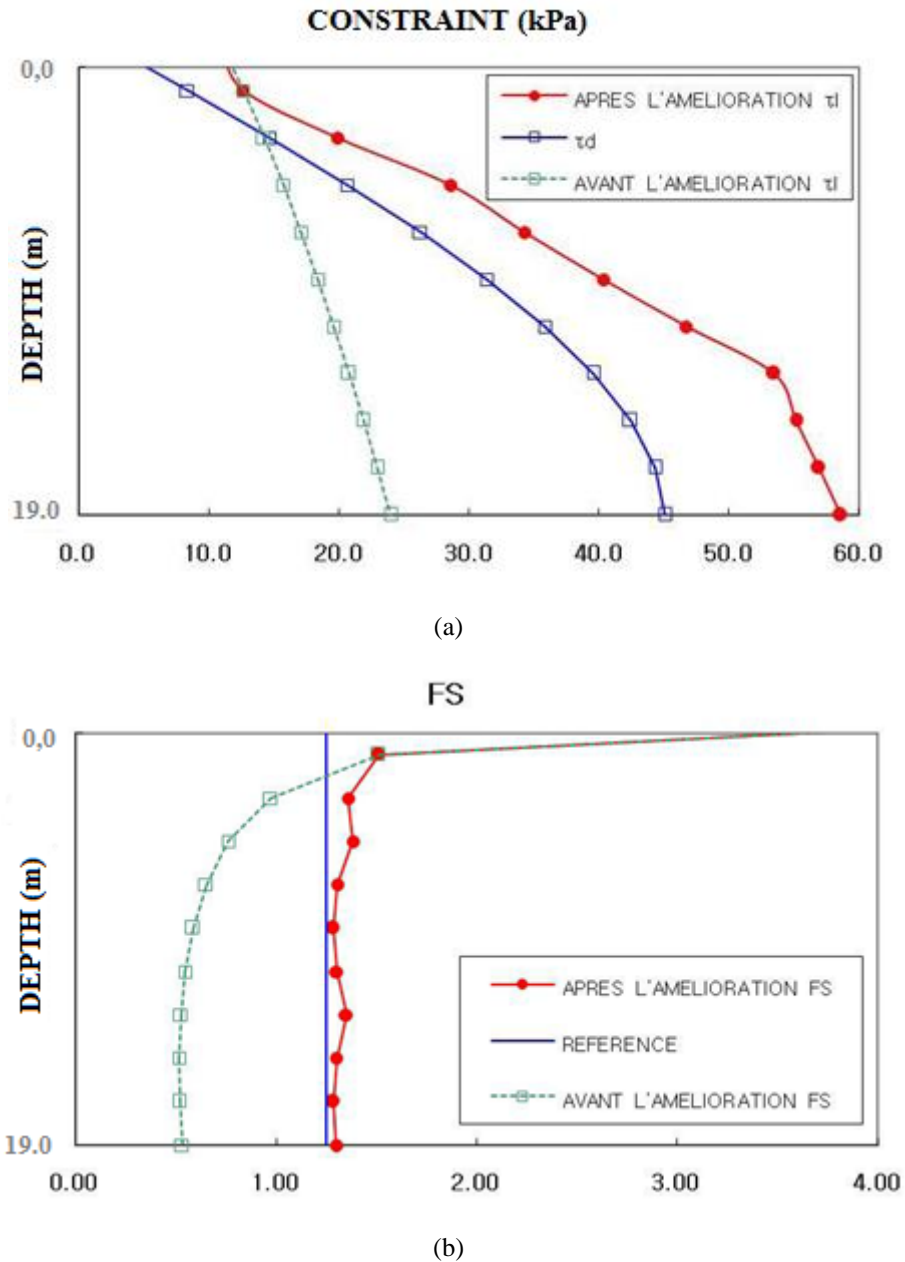 CONSTRAINT (kPa)
0,0
APRES L'AMELIORATION τl
τd
AVANT L'AMELIORATION τl
DEPTH (m)
19.0
0.0 10.0 20.0 30.0 40.0 50.0 60.0
(a)
FS
0,0
DEPTH (m)
APRES L'AMELIORATION FS
REFERENCE
AVANT L'AMELIORATION FS
19.0
0.00 1.00 2.00 3.00 4.00
(b)